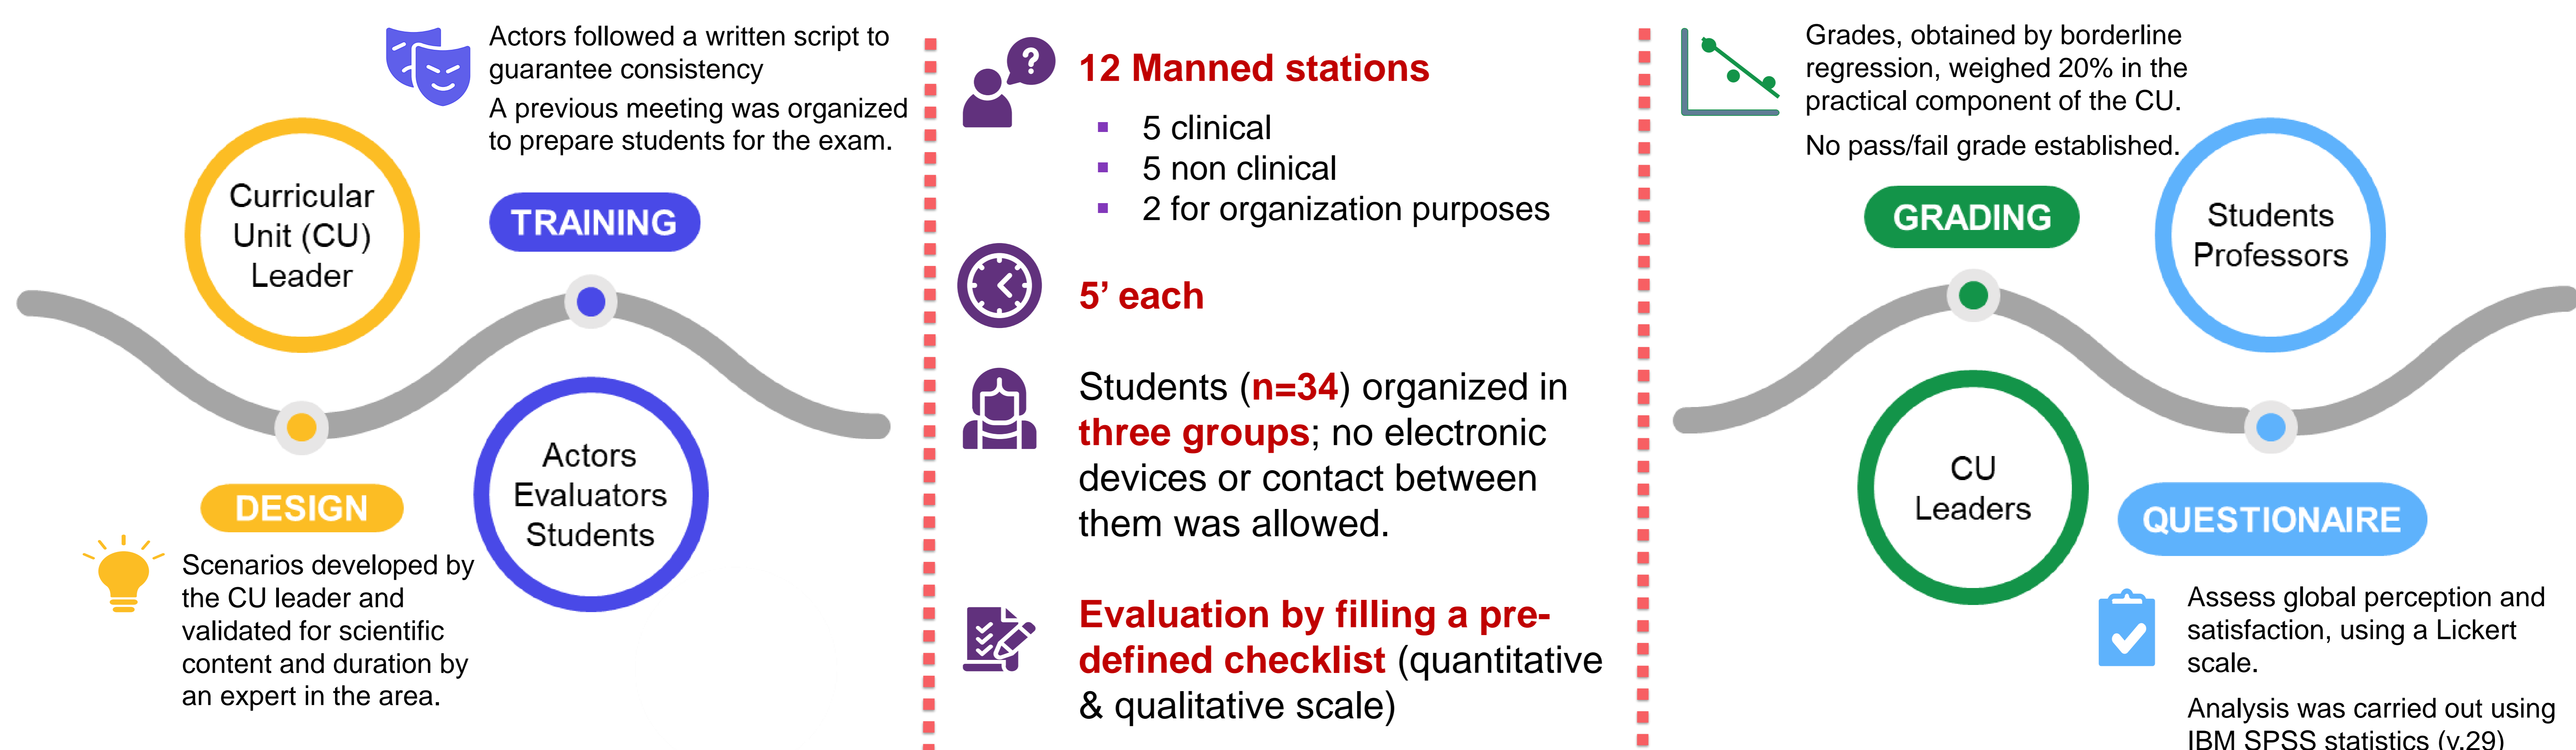 Actors followed a written script to
guarantee consistency
A previous meeting was organized
to prepare students for the exam.
Curricular
Unit (CU)
Leader
TRAINING
DESIGN
Scenarios developed by
the CU leader and
validated for scientific
content and duration by
an expert in the area.
Actors
Evaluators
Students
?
12 Manned stations
▪ 5 clinical
▪ 5 non clinical
▪ 2 for organization purposes
5’ each
Students (n=34) organized in
three groups; no electronic
devices or contact between
them was allowed.
Evaluation by filling a pre-
defined checklist (quantitative
& qualitative scale)
Grades, obtained by borderline
regression, weighed 20% in the
practical component of the CU.
No pass/fail grade established.
GRADING
Students
Professors
CU
Leaders
QUESTIONAIRE
Assess global perception and
satisfaction, using a Lickert
scale.
Analysis was carried out using
IBM SPSS statistics (v.29)